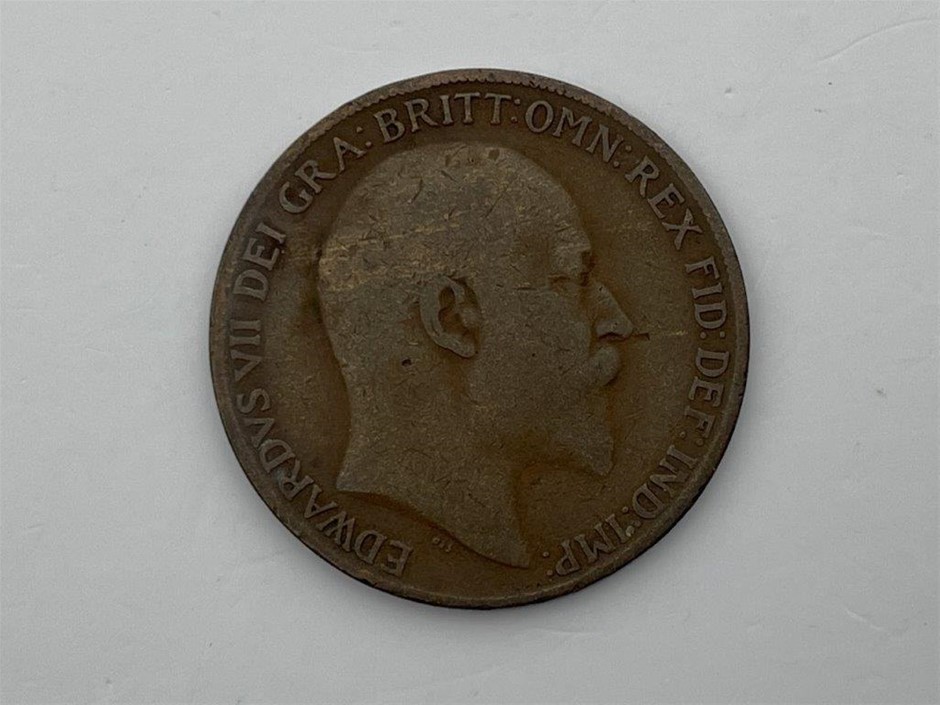 EDWARDVS VII DEI GRA: BRITT: OMN: REX FID: DEF: IND: IMP: